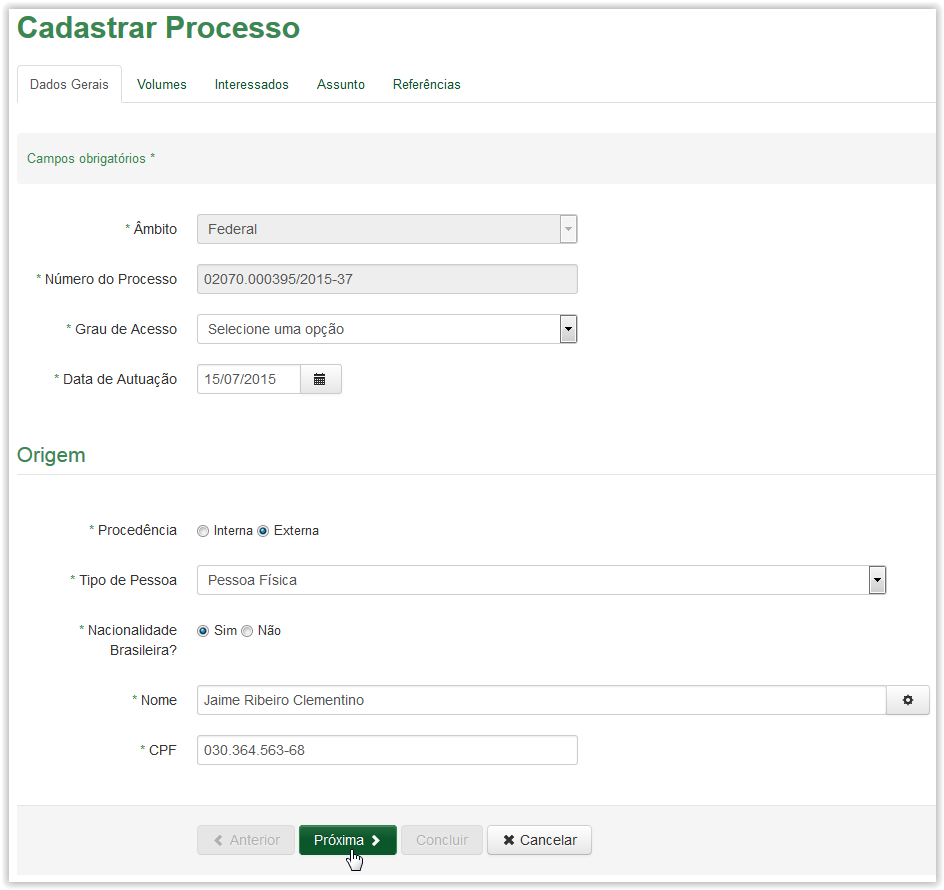 Cadastrar Processo
Dados Gerais Volumes Interessados Assunto Referências
Campos obrigatórios *
* Âmbito Federal
* Número do Processo 02070.000395/2015-37
* Grau de Acesso Selecione uma opção
* Data de Autuação 15/07/2015
Origem
* Procedência Interna Externa
* Tipo de Pessoa Pessoa Física
* Nacionalidade Sim Não
Brasileira?
* Nome Jaime Ribeiro Clementino
* CPF 030.364.563-68
Anterior Próxima Concluir Cancelar